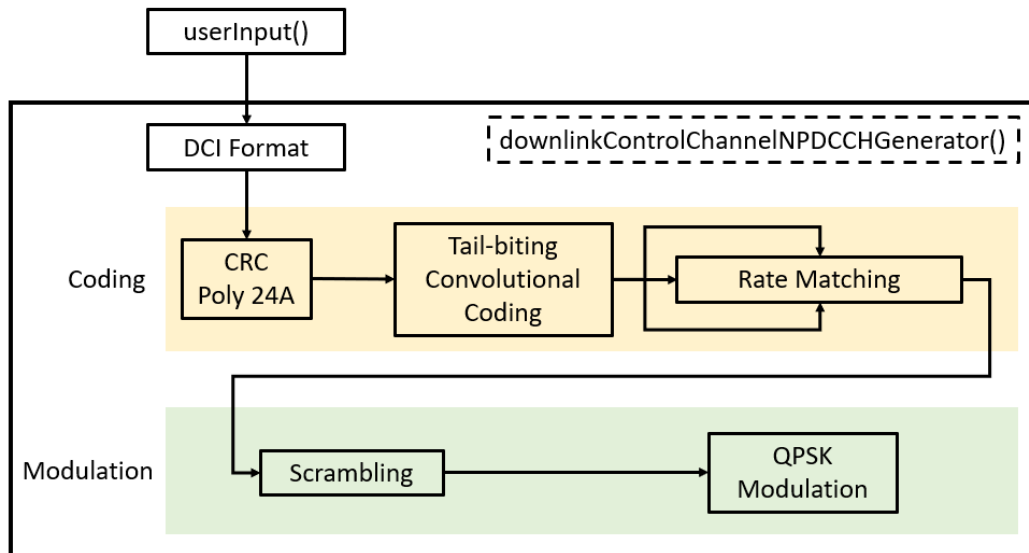 userInput()
DCI Format
downlinkControlChannelNPDCCHGenerator()
Coding
CRC
Poly 24A
Tail-biting
Convolutional
Coding
Rate Matching
Modulation
Scrambling
QPSK
Modulation